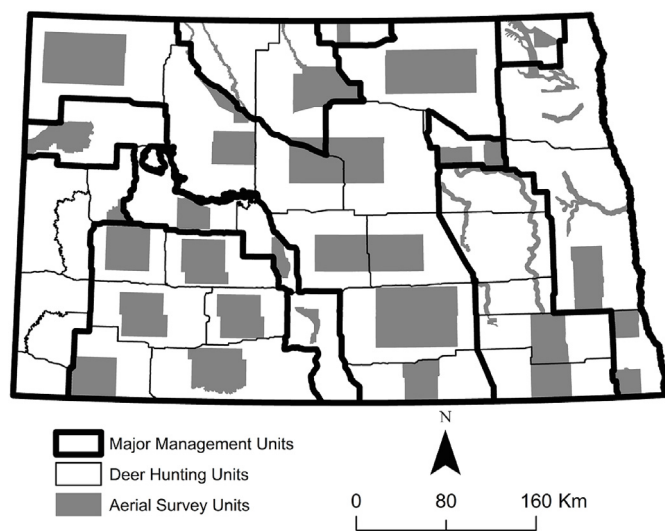 N
Major Management Units
Deer Hunting Units
Aerial Survey Units
0 80 160 Km